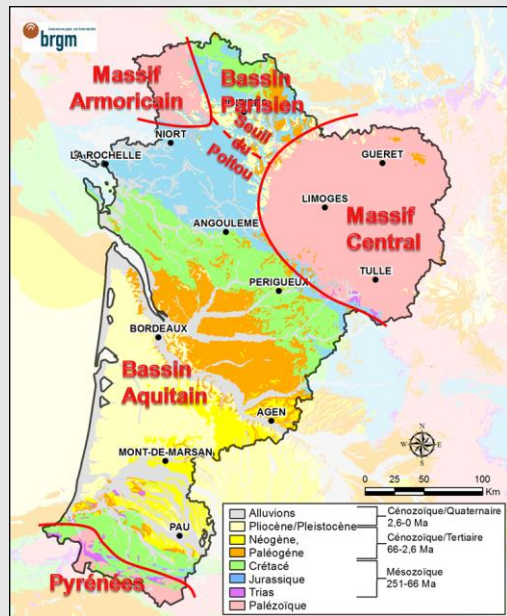 brgm
Massif
Armoricain
Bassin
Parisien
POITIERS
Seuil
du
Poitou
NIORT
LA ROCHELLE
GUERET
LIMOGES
Massif
Central
ANGOULEME
TULLE
PERIGUEUX
BORDEAUX
Bassin
Aquitain
AGEN
MONT-DE-MARSAN
PAU
Pyrénées
N
W E
S
0 25 50 100
Km
Alluvions
Pliocène/Pleistocène
Néogène,
Paléogène
Crétacé
Jurassique
Trias
Palézoïque
Cénozoïque/Quaternaire
2,6-0 Ma
Cénozoïque/Tertiaire
66-2,6 Ma
Mésozoïque
251-66 Ma